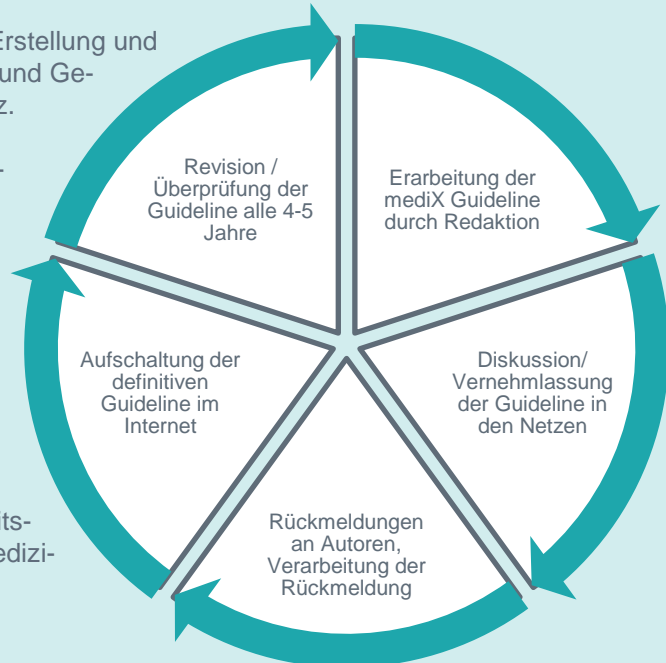 Erstellung und
und Ge-
z.
-
its-
edizi-
Erarbeitung der
mediX Guideline
durch Redaktion
Diskussion/
Vernehmlassung
der Guideline in
den Netzen
Rückmeldungen
an Autoren,
Verarbeitung der
Rückmeldung
Aufschaltung der
definitiven
Guideline im
Internet
Revision /
Überprüfung der
Guideline alle 4-5
Jahre